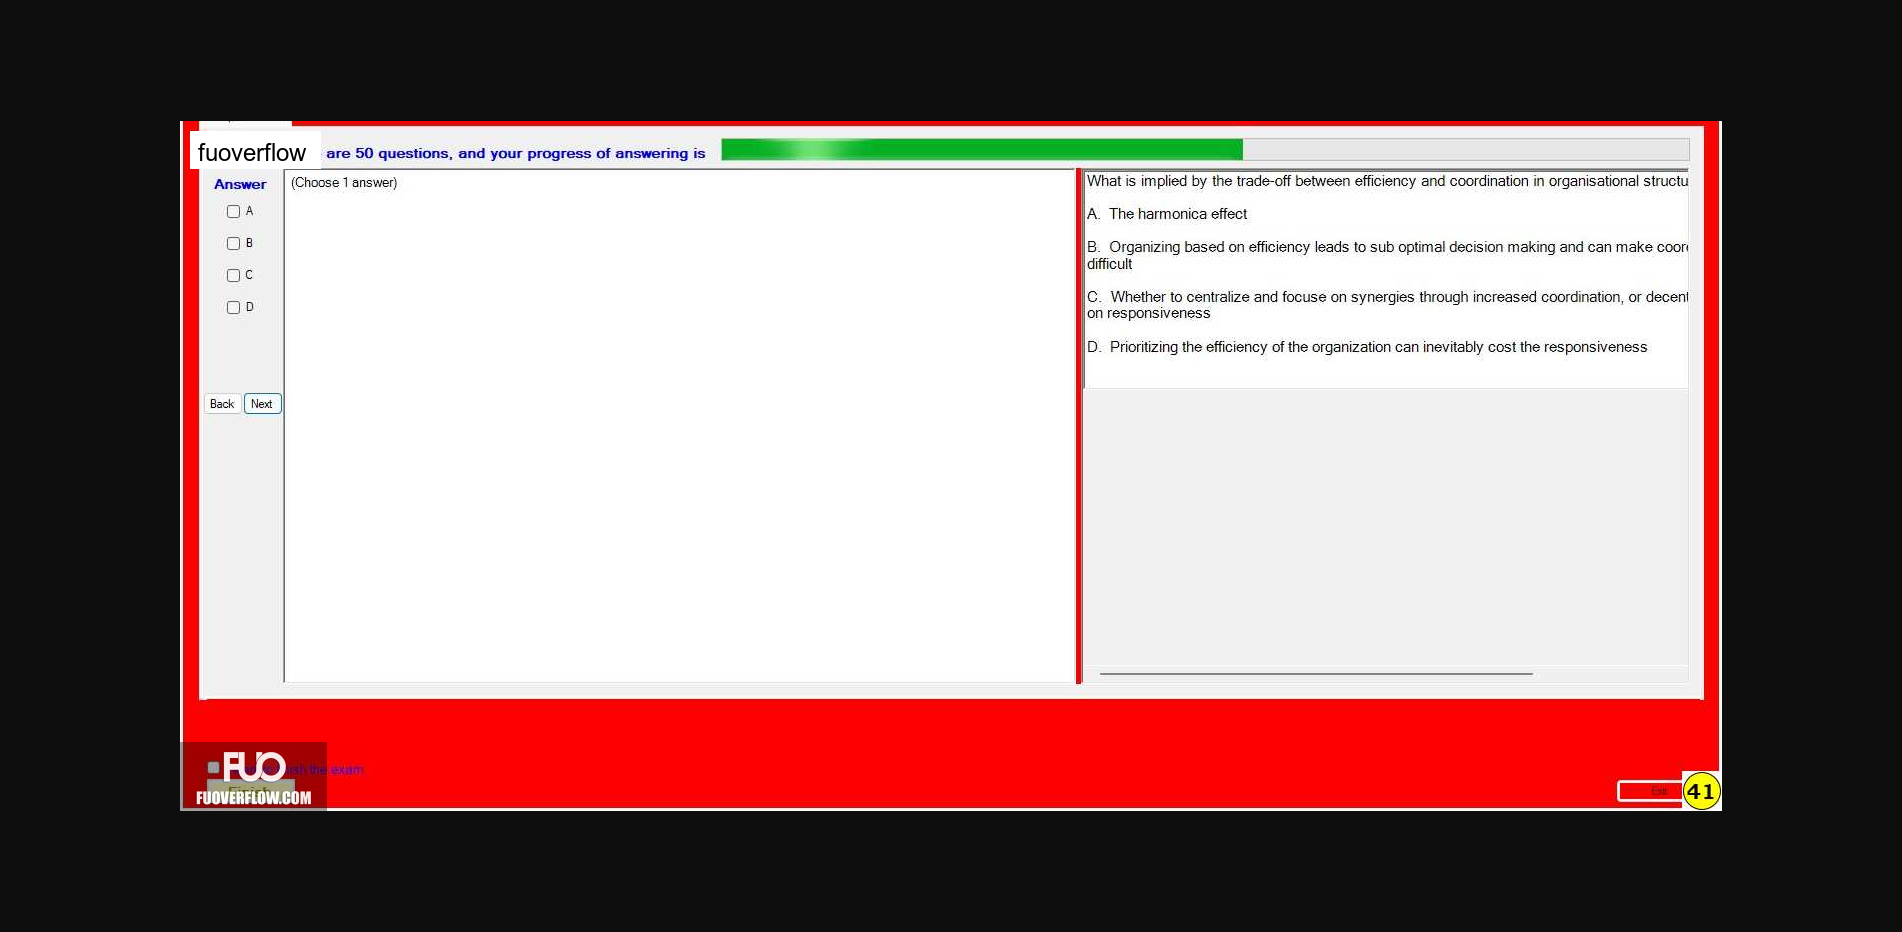 fuoverflow are 50 questions, and your progress of answering is
Answer
(Choose 1 answer)
A
B
C
D
Back Next
What is implied by the trade-off between efficiency and coordination in organisational structu
A. The harmonica effect
B. Organizing based on efficiency leads to sub optimal decision making and can make coor
difficult
C. Whether to centralize and focuse on synergies through increased coordination, or decent
on responsiveness
D. Prioritizing the efficiency of the organization can inevitably cost the responsiveness
FUO
the exam
Finish
FUOVERFLOW.COM
Exit
41